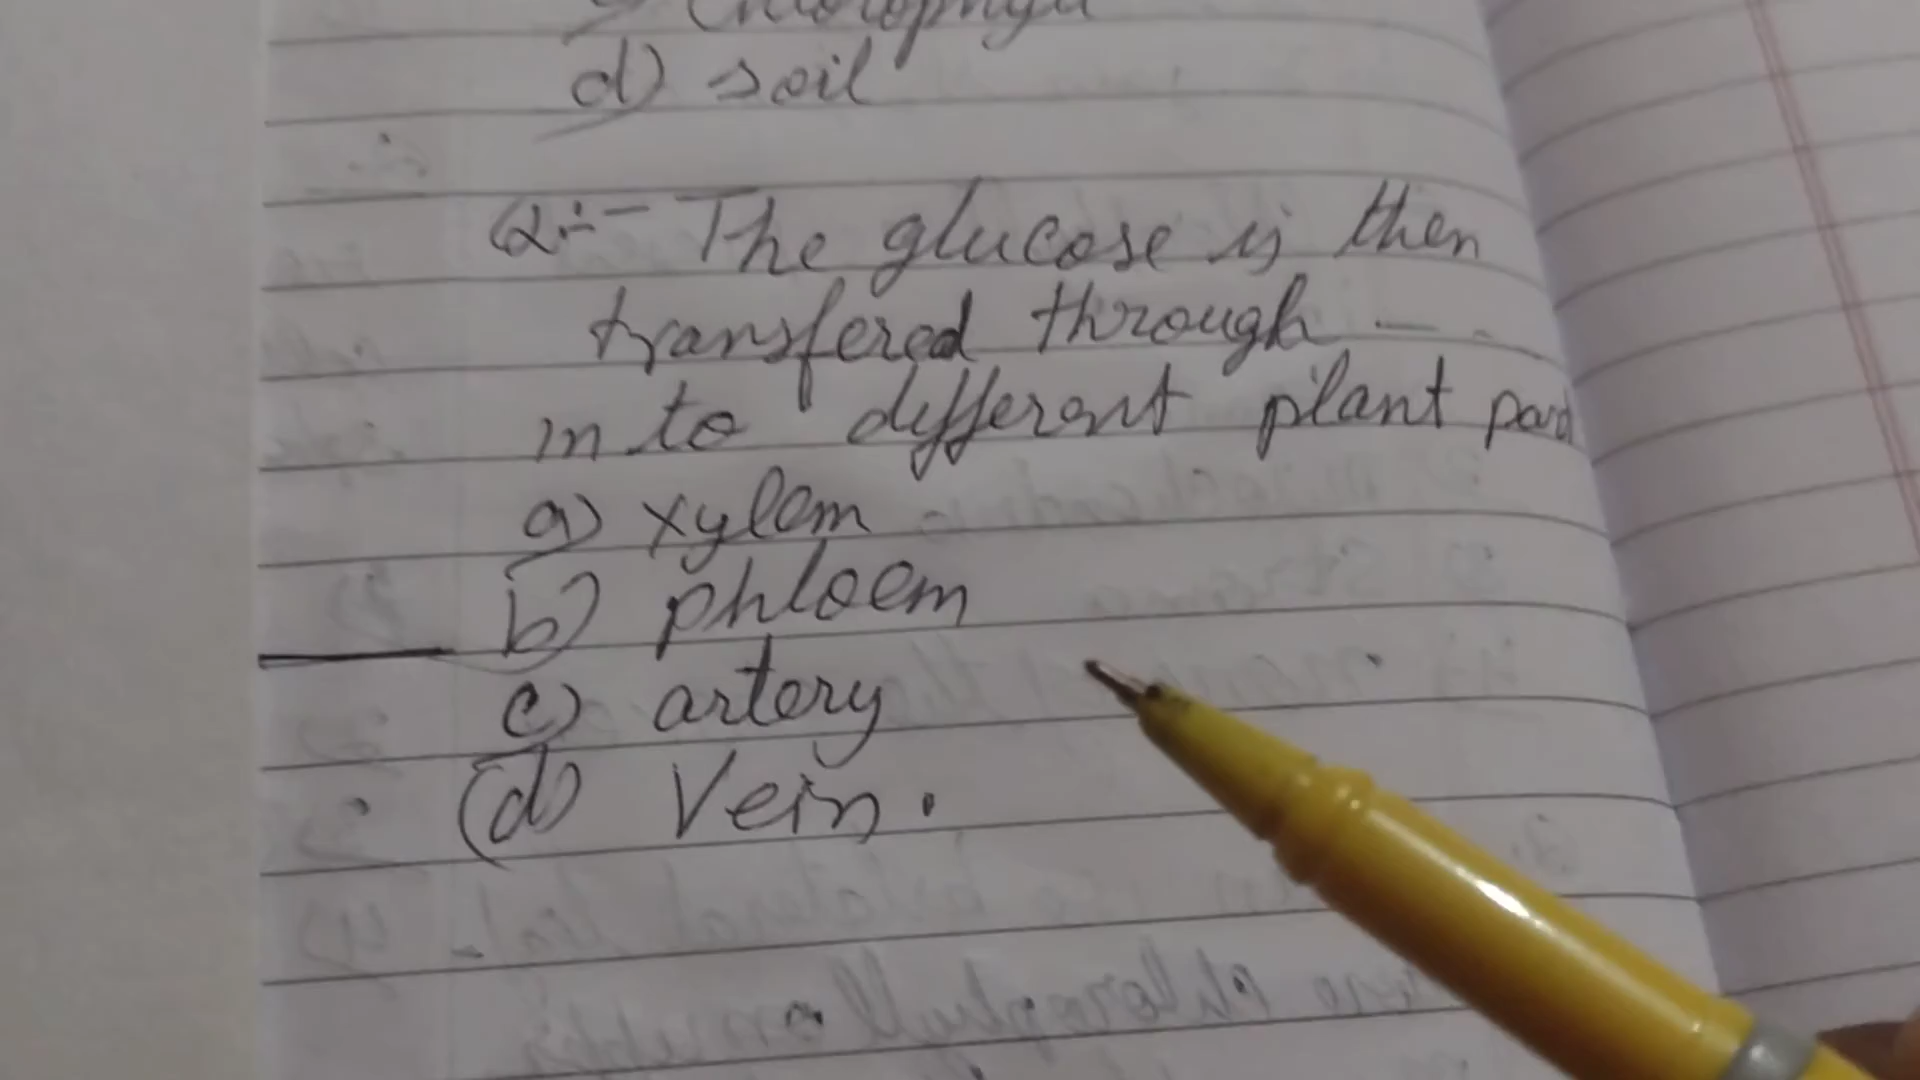 d) soil
Q:- The glucose is then
transfered through - -
in to different plant part
a) xylem
b) phloem
c) artery
(d) Vein.